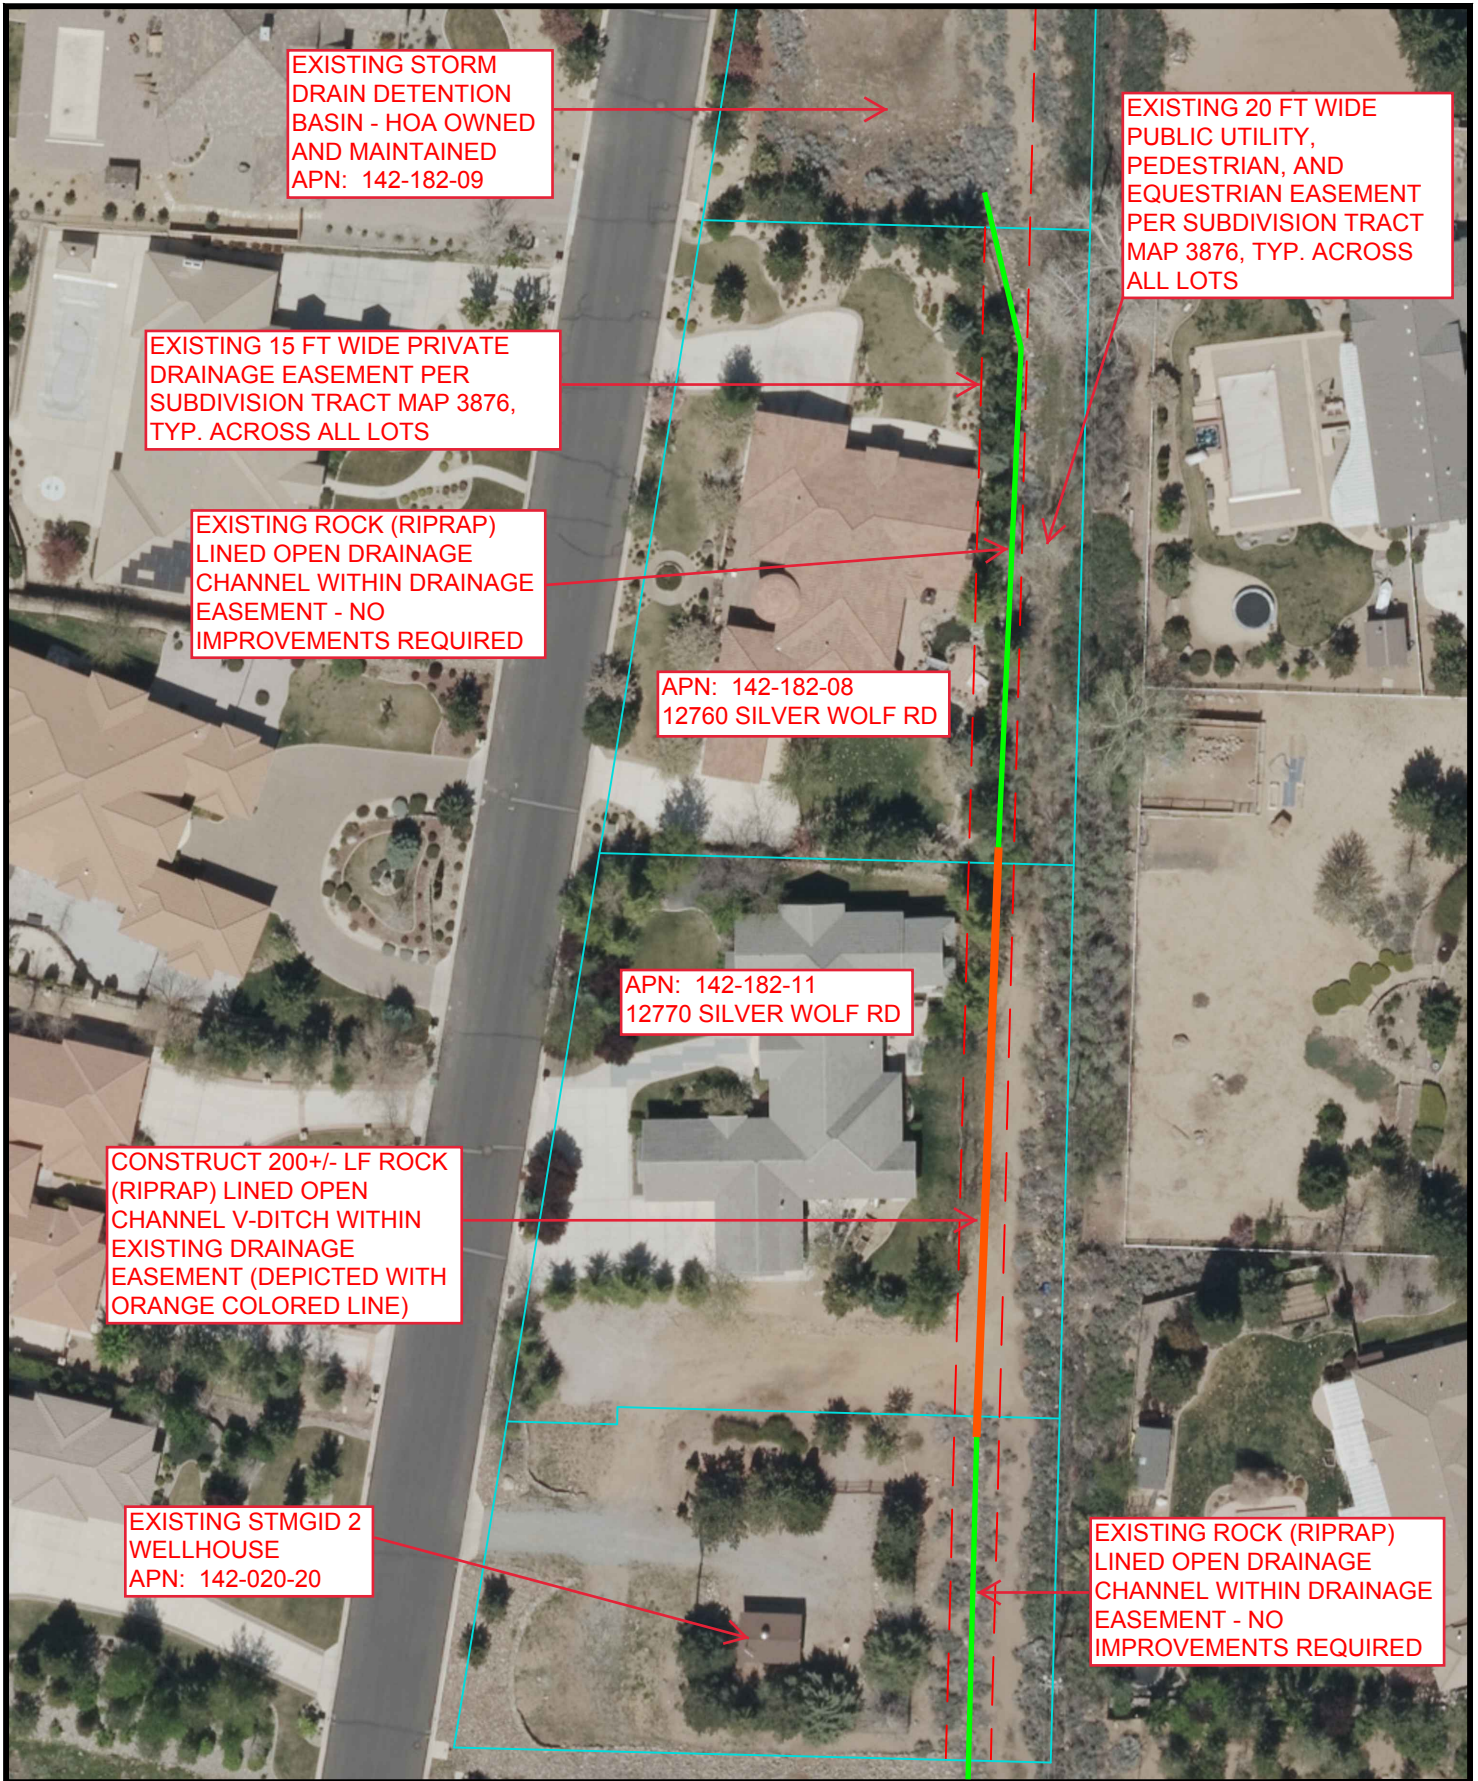 EXISTING STORM
DRAIN DETENTION
BASIN - HOA OWNED
AND MAINTAINED
APN: 142-182-09
EXISTING 20 FT WIDE
PUBLIC UTILITY,
PEDESTRIAN, AND
EQUESTRIAN EASEMENT
PER SUBDIVISION TRACT
MAP 3876, TYP. ACROSS
ALL LOTS
EXISTING 15 FT WIDE PRIVATE
DRAINAGE EASEMENT PER
SUBDIVISION TRACT MAP 3876,
TYP. ACROSS ALL LOTS
EXISTING ROCK (RIPRAP)
LINED OPEN DRAINAGE
CHANNEL WITHIN DRAINAGE
EASEMENT - NO
IMPROVEMENTS REQUIRED
APN: 142-182-08
12760 SILVER WOLF RD
APN: 142-182-11
12770 SILVER WOLF RD
CONSTRUCT 200+/- LF ROCK
(RIPRAP) LINED OPEN
CHANNEL V-DITCH WITHIN
EXISTING DRAINAGE
EASEMENT (DEPICTED WITH
ORANGE COLORED LINE)
EXISTING STMGID 2
WELLHOUSE
APN: 142-020-20
EXISTING ROCK (RIPRAP)
LINED OPEN DRAINAGE
CHANNEL WITHIN DRAINAGE
EASEMENT - NO
IMPROVEMENTS REQUIRED